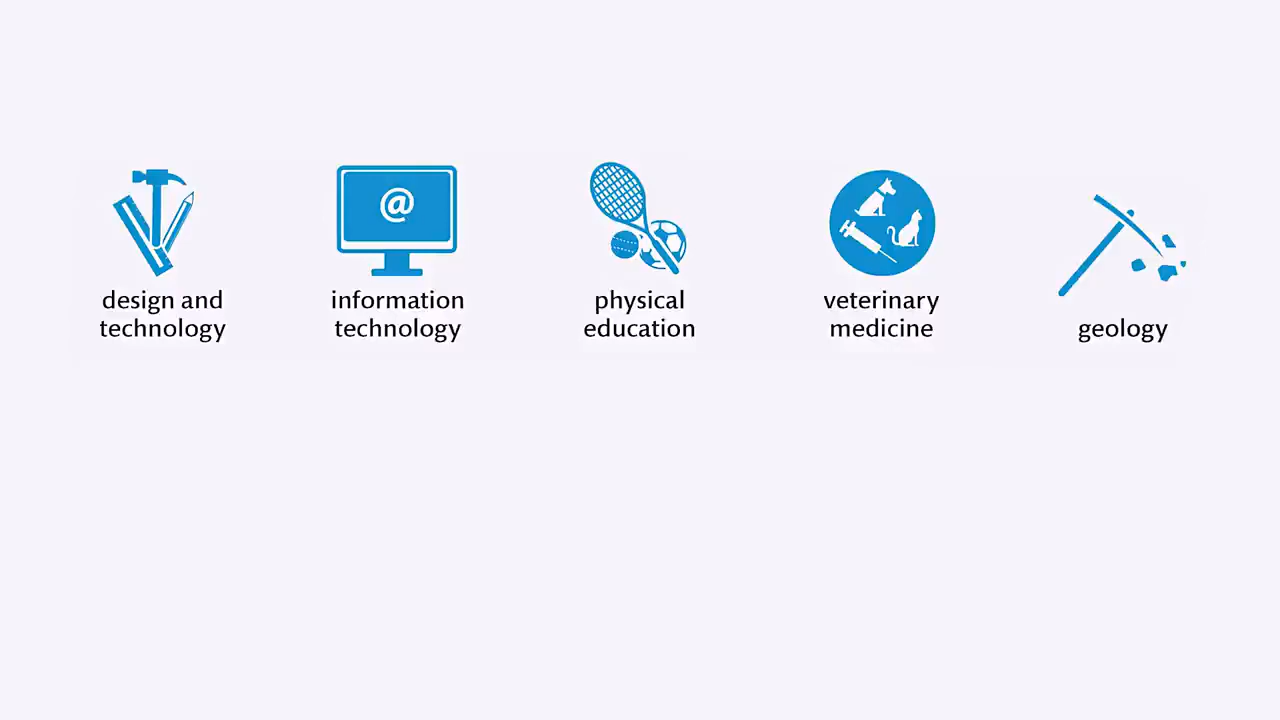 @
design and
technology
information
technology
physical
education
veterinary
medicine
geology